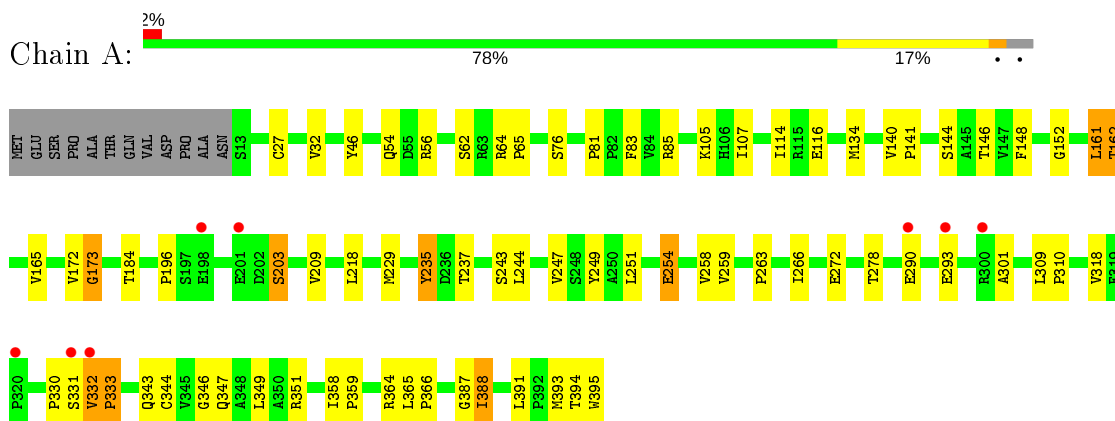 2%
Chain A:
78% 17% • •
MET GLU SER PRO ALA THR GLN VAL ASP PRO ALA ASN S13 C27 V32 Y46 Q54 D55 R56 S62 R63 R64 P65 S76 P81 P82 F83 V84 R85 K105 H106 I107 I114 R115 E116 M134 V140 P141 S144 A145 T146 V147 F148 G152 L161 T162
V165 V172 G173 T184 P196 S197 E198 E201 D202 S203 V209 L218 M229 Y235 D236 T237 S243 L244 V247 S248 Y249 A250 L251 E254 V258 V259 P263 I266 E272 T278 E290 E293 R300 A301 L309 P310 V318 E319
P320 P330 S331 V332 P333 Q343 C344 V345 G346 Q347 A348 L349 A350 R351 I358 P359 R364 L365 P366 G387 I388 L391 P392 M393 T394 W395